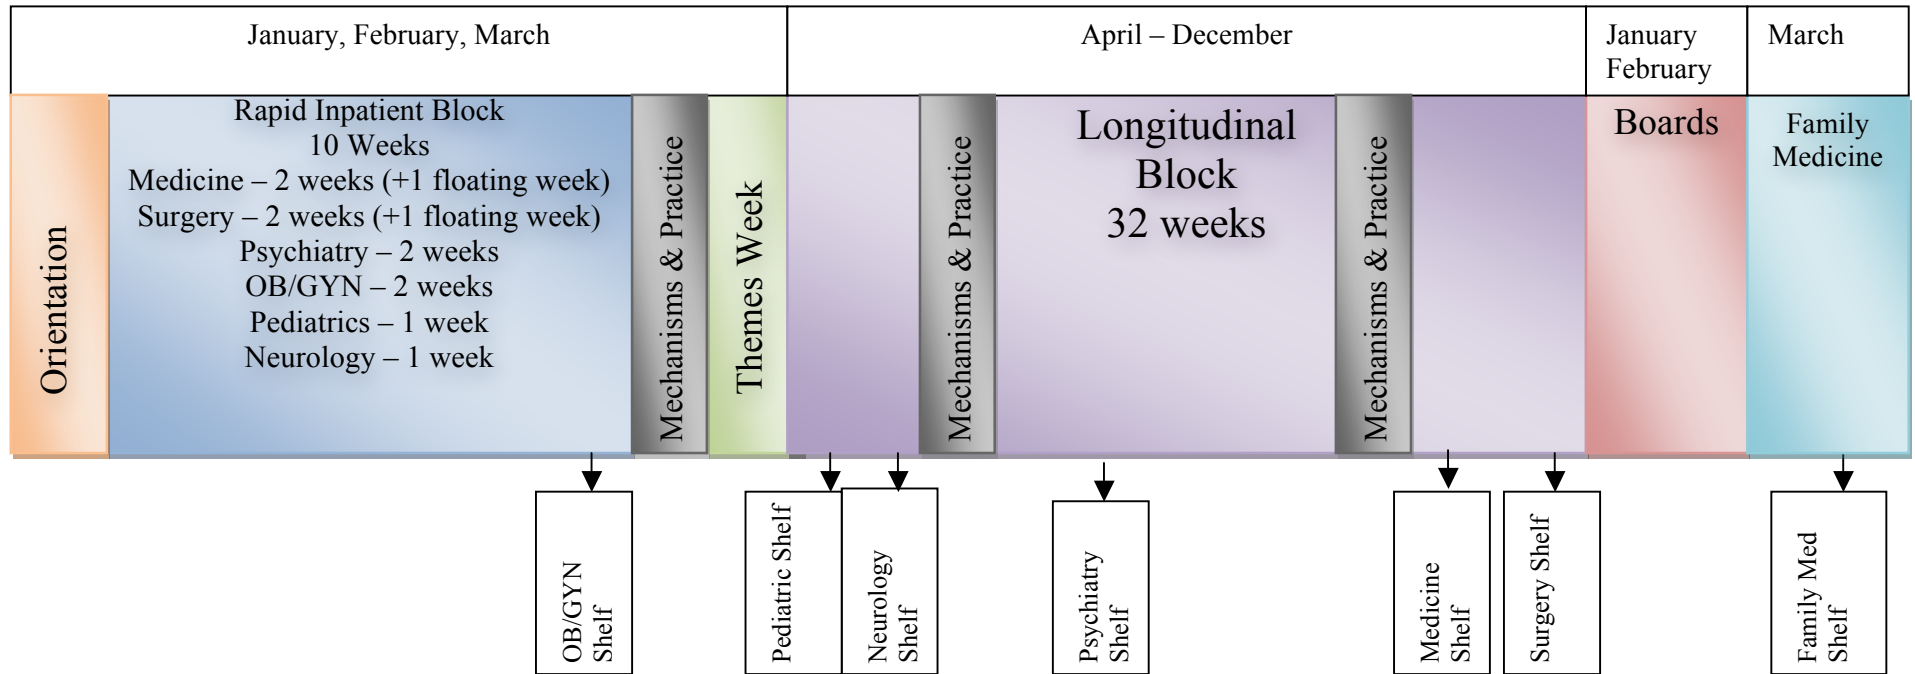 January, February, March
April – December
January
February
March
Orientation
Rapid Inpatient Block
10 Weeks
Medicine – 2 weeks (+1 floating week)
Surgery – 2 weeks (+1 floating week)
Psychiatry – 2 weeks
OB/GYN – 2 weeks
Pediatrics – 1 week
Neurology – 1 week
Mechanisms & Practice
Themes Week
Mechanisms & Practice
Longitudinal
Block
32 weeks
Mechanisms & Practice
Boards
Family
Medicine
OB/GYN
Shelf
Pediatric Shelf
Neurology
Shelf
Psychiatry
Shelf
Medicine
Shelf
Surgery Shelf
Family Med
Shelf